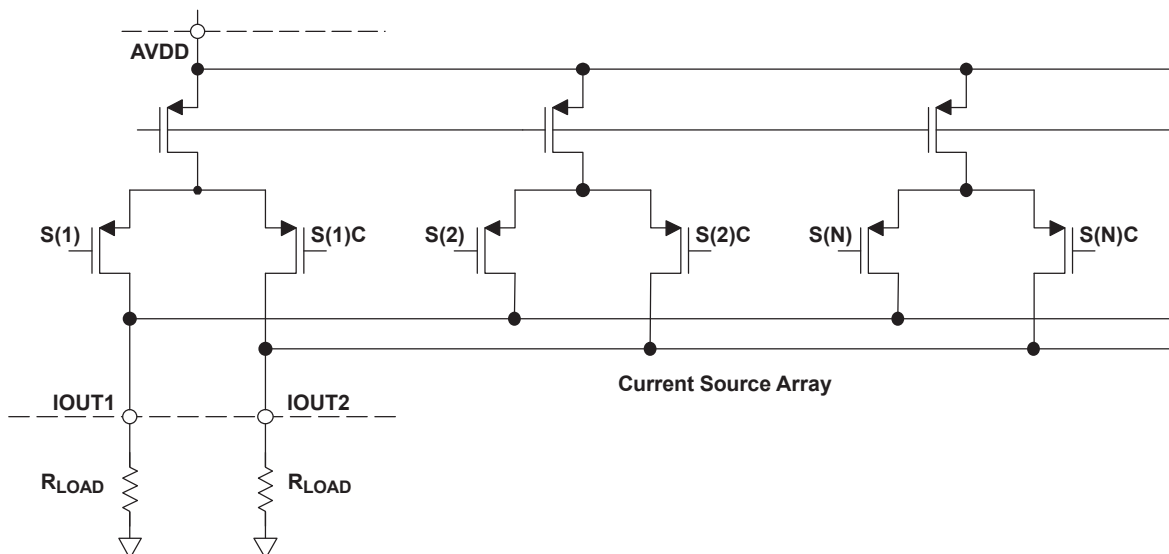 AVDD
S(1)
S(1)C
S(2)
S(2)C
S(N)
S(N)C
Current Source Array
IOUT1
IOUT2
RLOAD
RLOAD